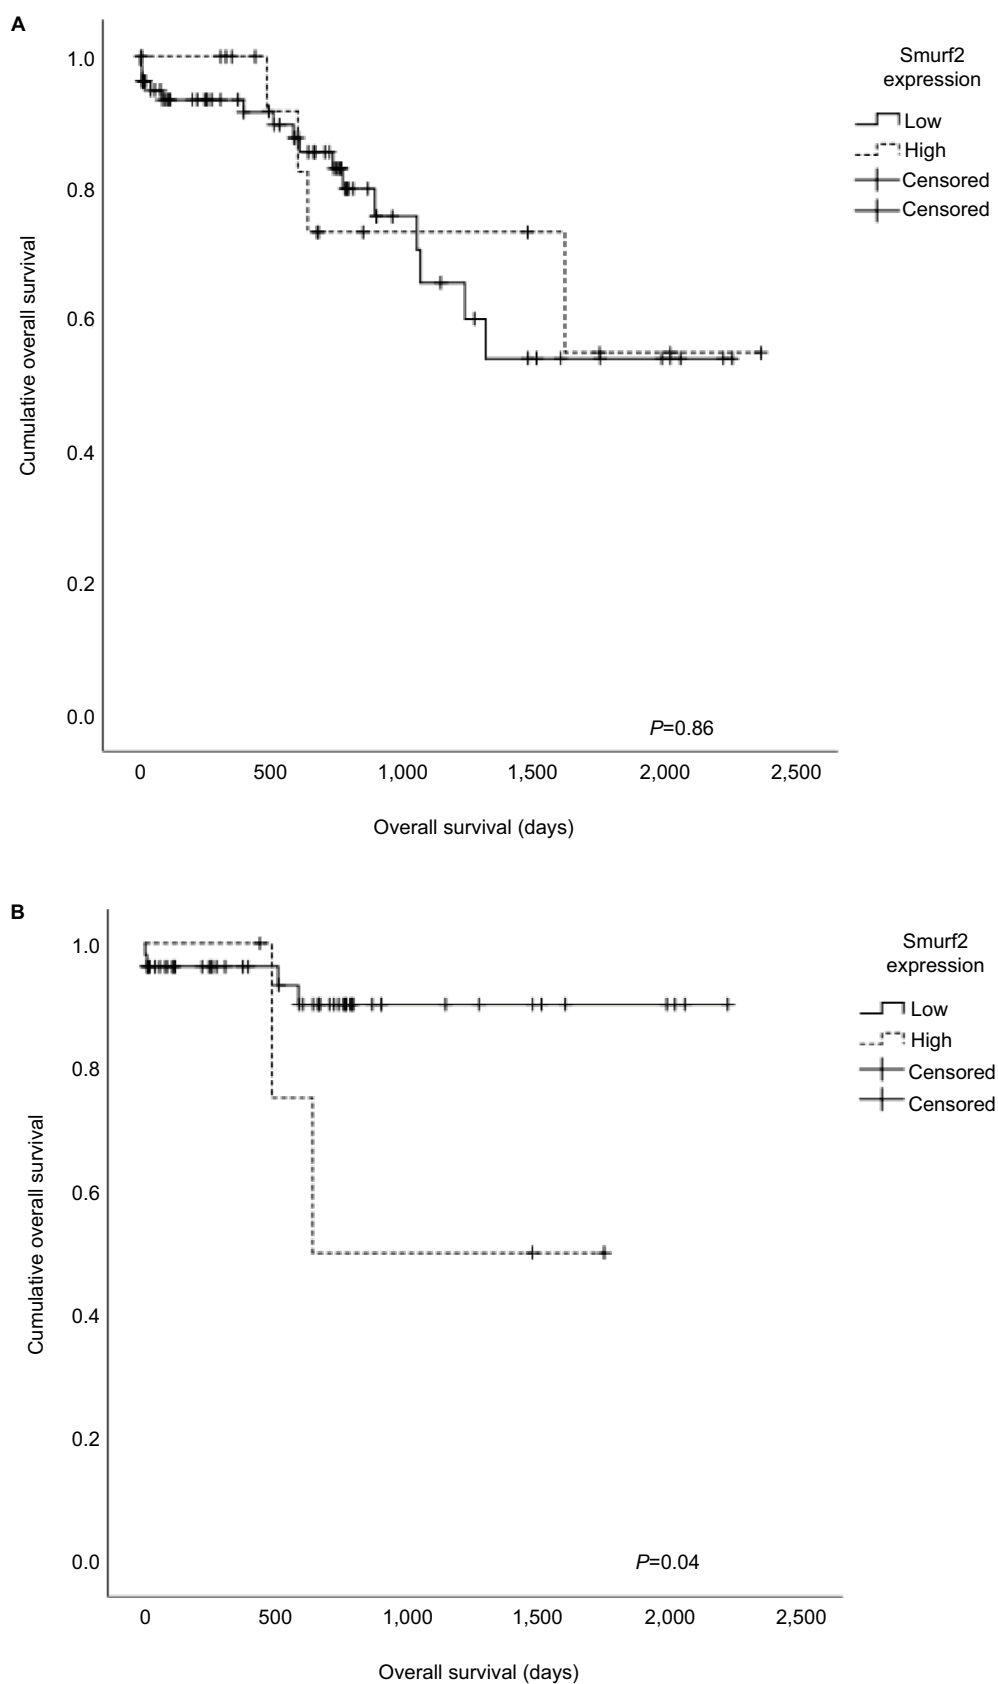 A
Smurf2
expression
Low
High
Censored
Censored
Cumulative overall survival
1.0
0.8
0.6
0.4
0.2
0.0
P=0.86
0 500 1,000 1,500 2,000 2,500
Overall survival (days)
B
Smurf2
expression
Low
High
Censored
Censored
Cumulative overall survival
1.0
0.8
0.6
0.4
0.2
0.0
P=0.04
0 500 1,000 1,500 2,000 2,500
Overall survival (days)